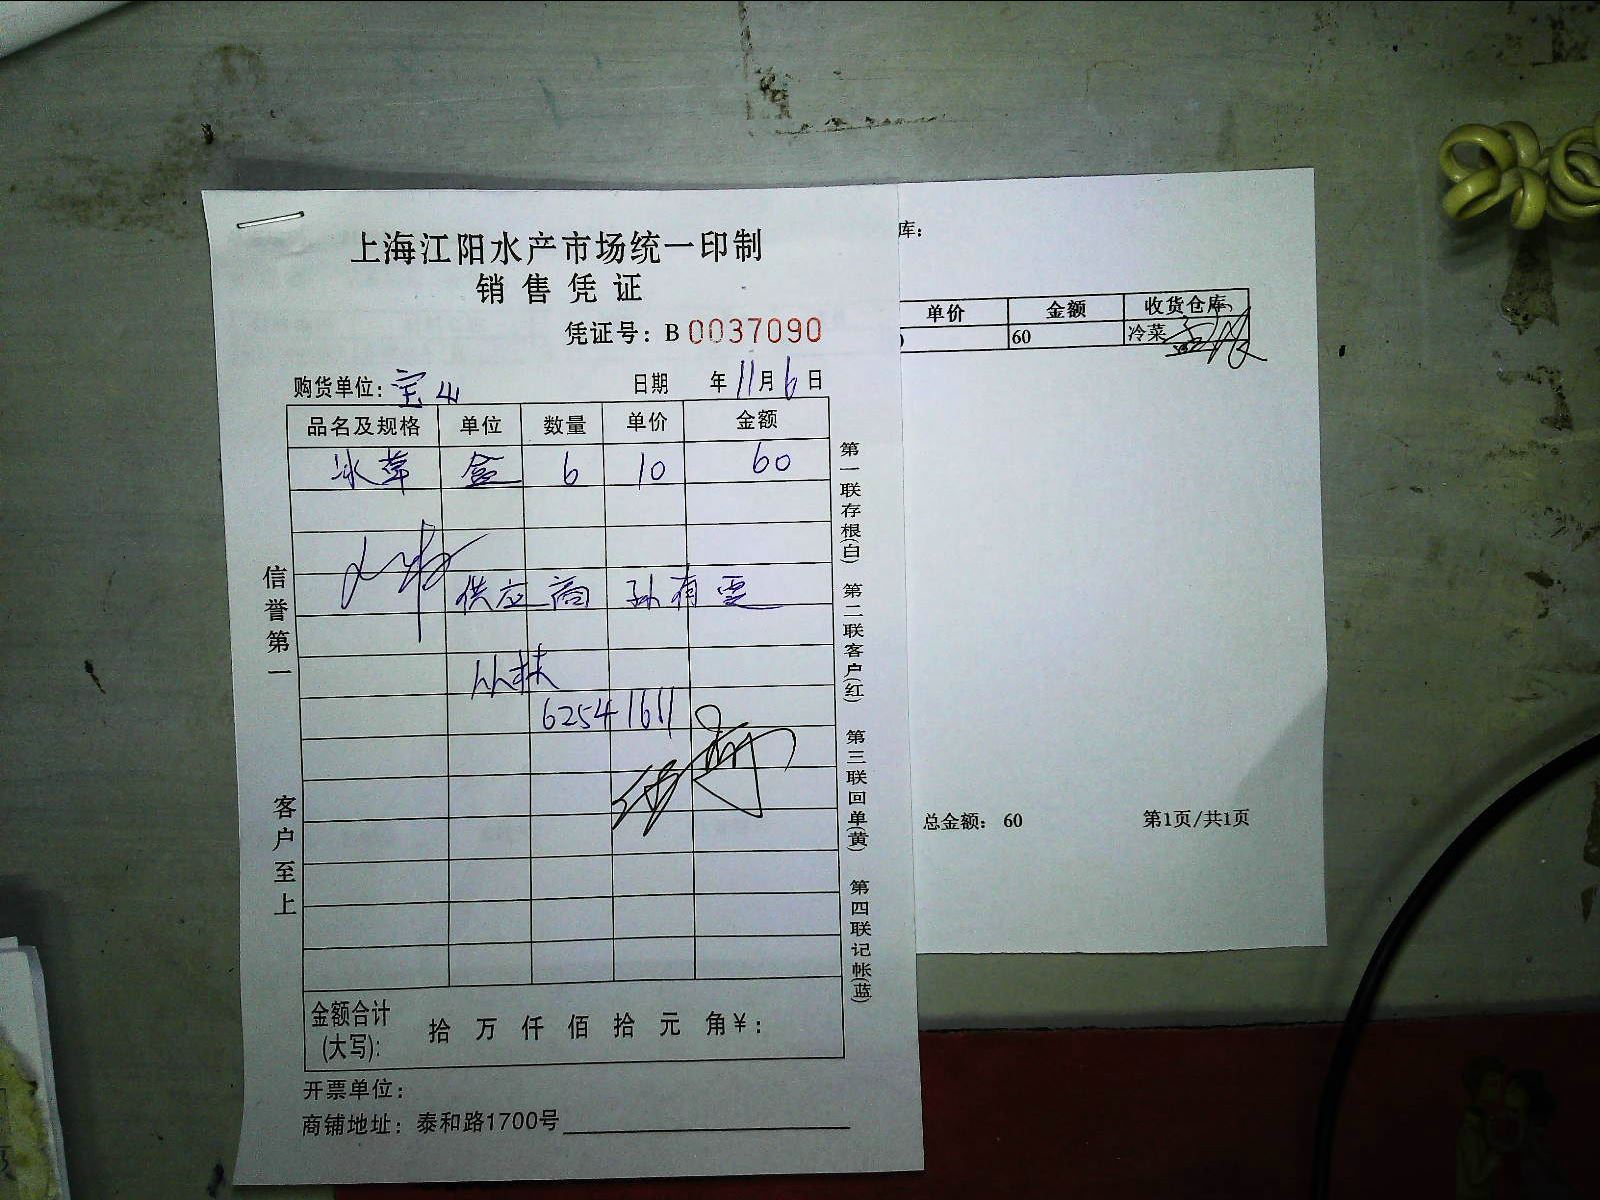 上海江阳水产市场统一印制
销售凭证
凭证号：B 0037090
购货单位：宝山 日期 年 11 月 6 日
品名及规格 单位 数量 单价 金额
冰草 盒 6 10 60
供应商 孙有雯
丛林
62541611
金额合计(大写): 拾 万 仟 佰 拾 元 角 ¥：
开票单位：
商铺地址：泰和路1700号
信誉第一 客户至上
第一联存根(白) 第二联客户(红) 第三联回单(黄) 第四联记帐(蓝)
库：
单价 金额 收货仓库
60 冷菜
总金额： 60 第1页/共1页